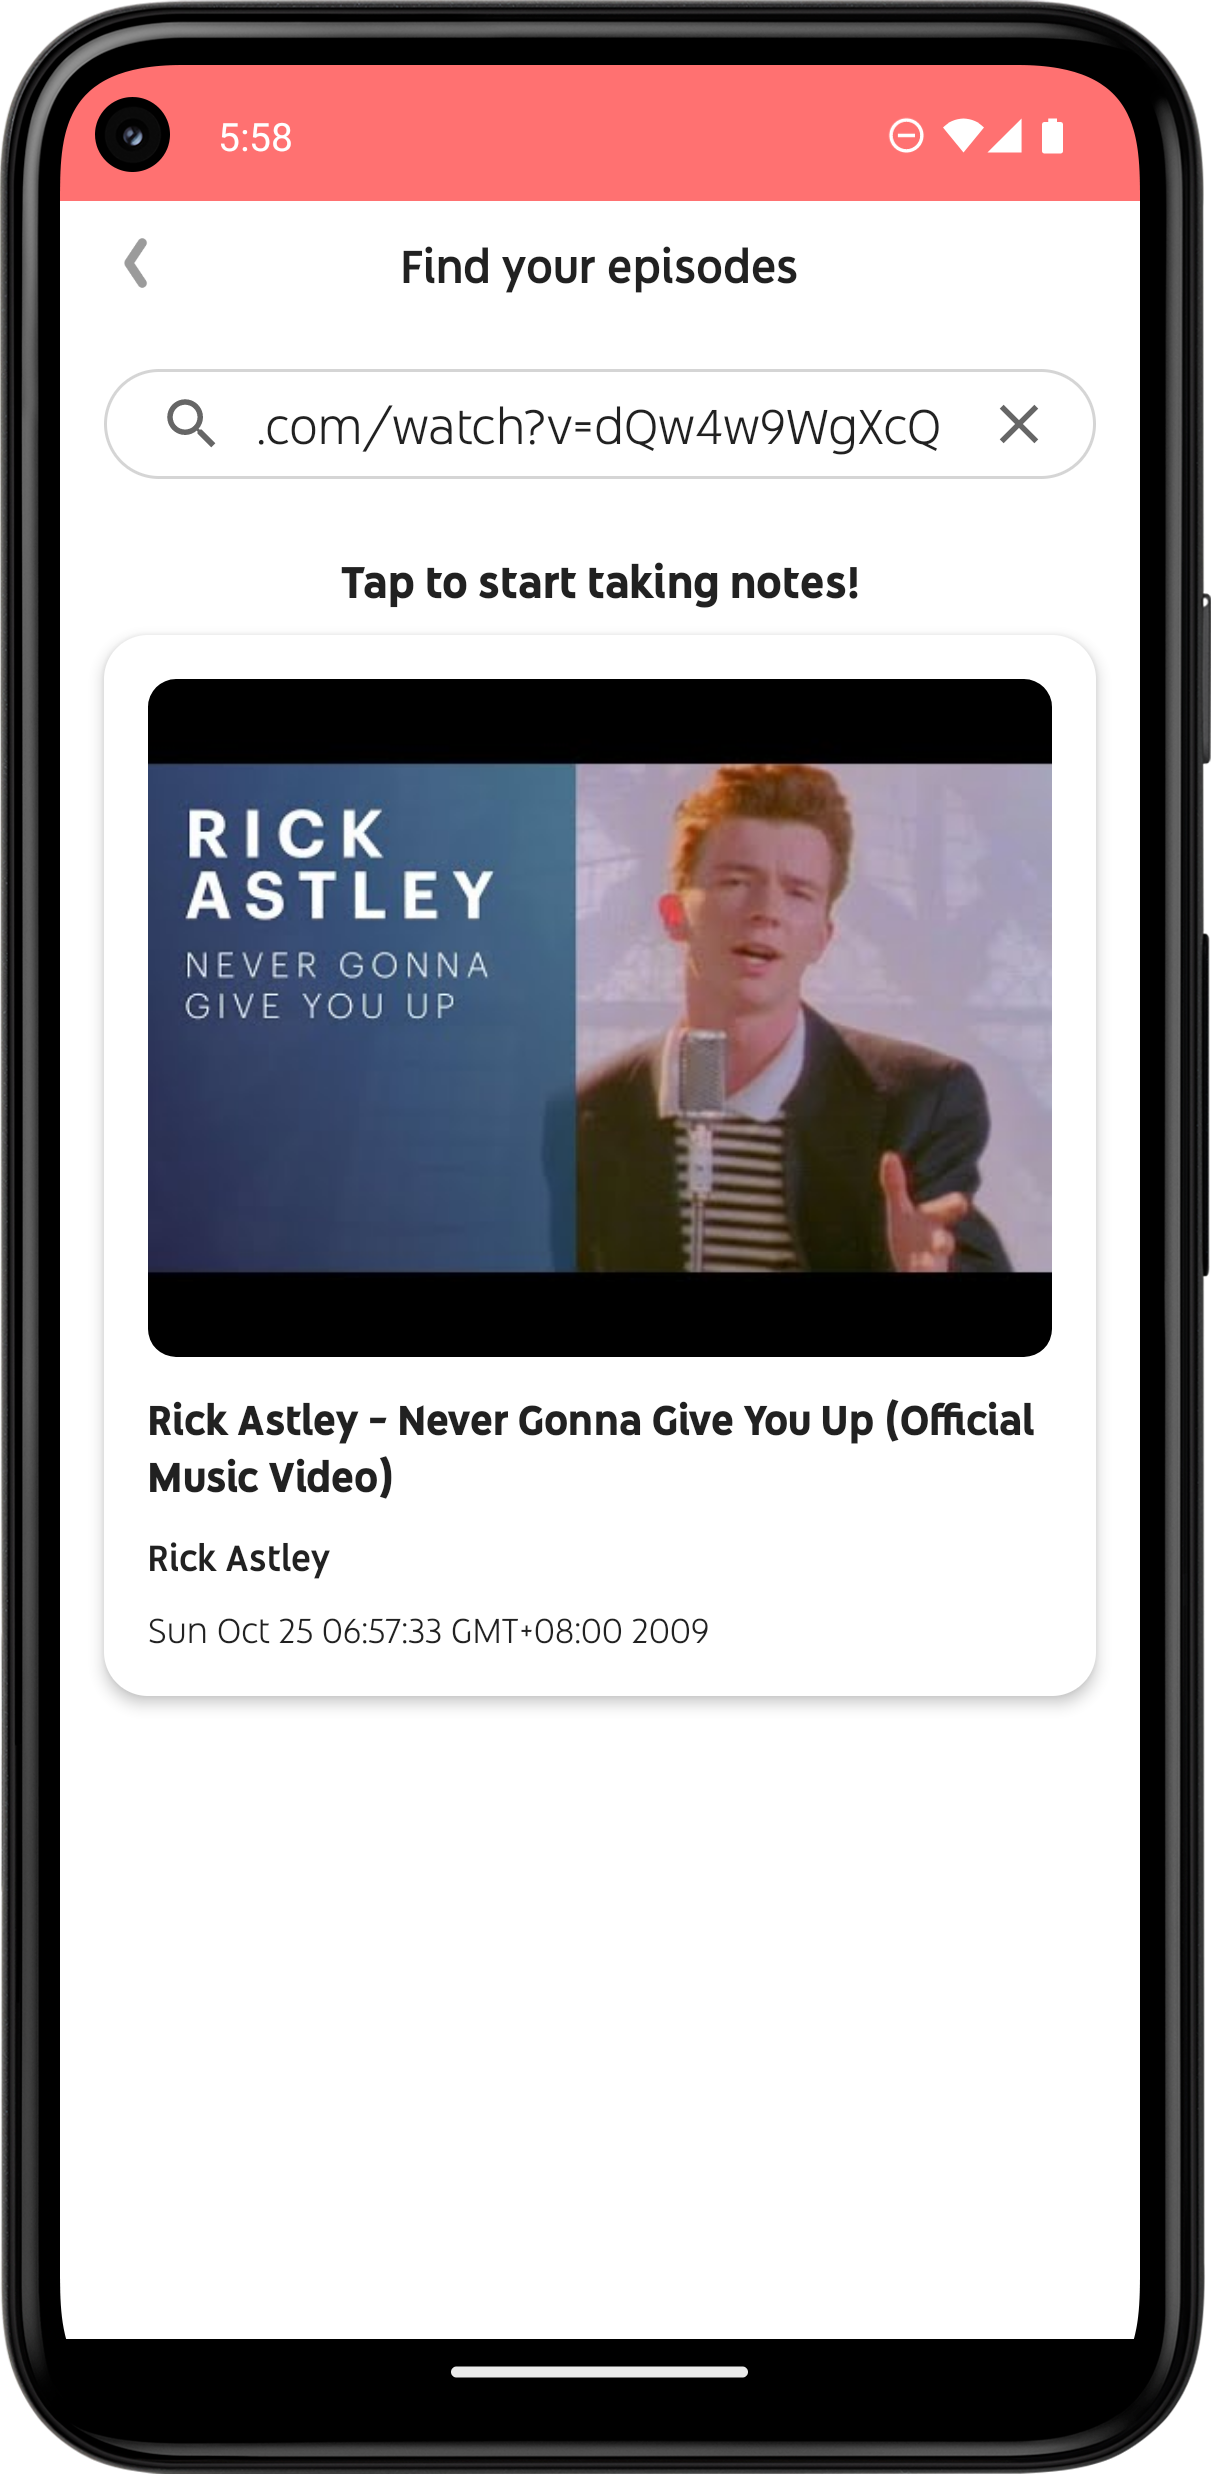 5:58
Find your episodes
.com/watch?v=dQw4w9WgXcQ
Tap to start taking notes!
RICK
ASTLEY
NEVER GONNA
GIVE YOU UP
Rick Astley - Never Gonna Give You Up (Official
Music Video)
Rick Astley
Sun Oct 25 06:57:33 GMT+08:00 2009